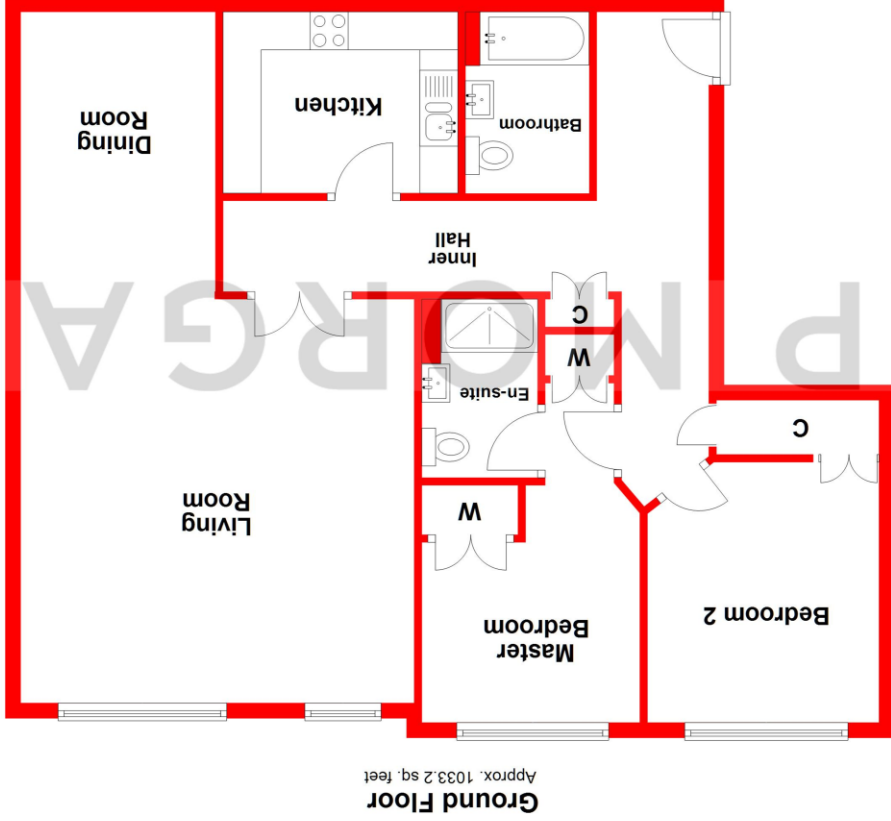 Ground Floor
Approx. 1033.2 sq. feet
Bedroom 2
Master
Bedroom
Living
Room
W
C
En-suite
W
C
P MORGA
Inner
Hall
Bathroom
Kitchen
Dining
Room